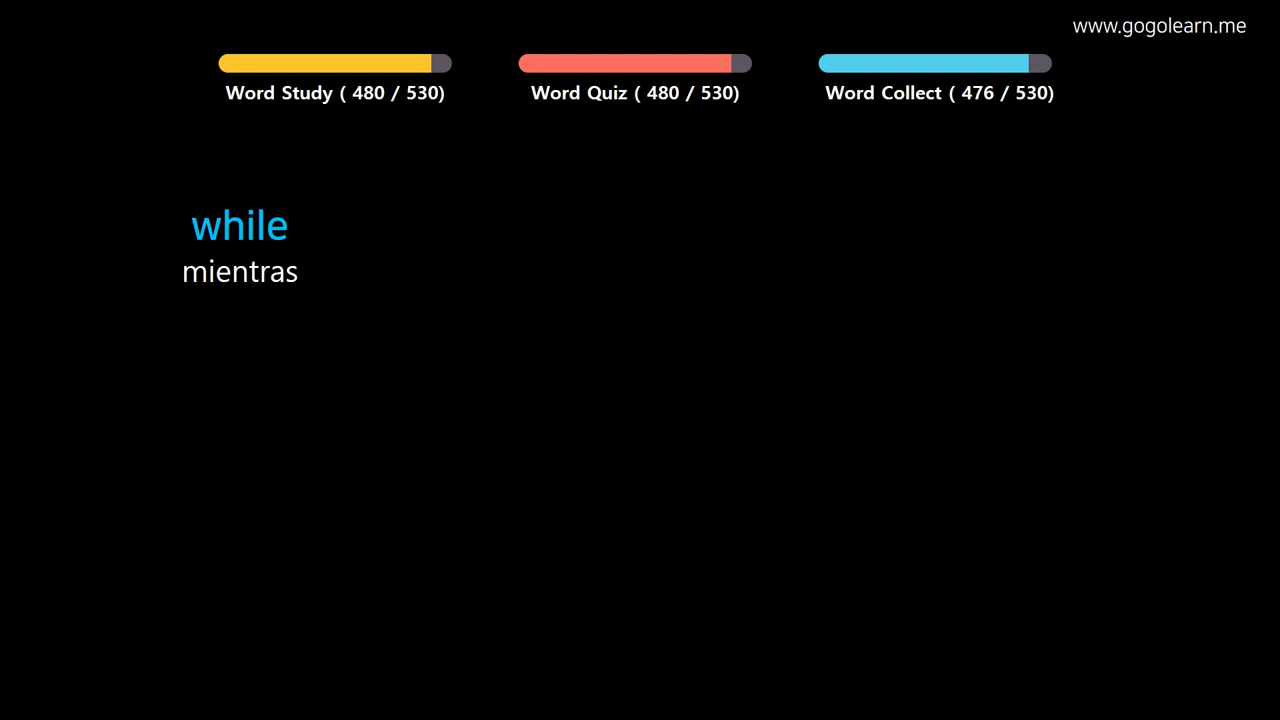 www.gogolearn.me
Word Study ( 480 / 530)
Word Quiz ( 480 / 530)
Word Collect ( 476 / 530)
while
mientras